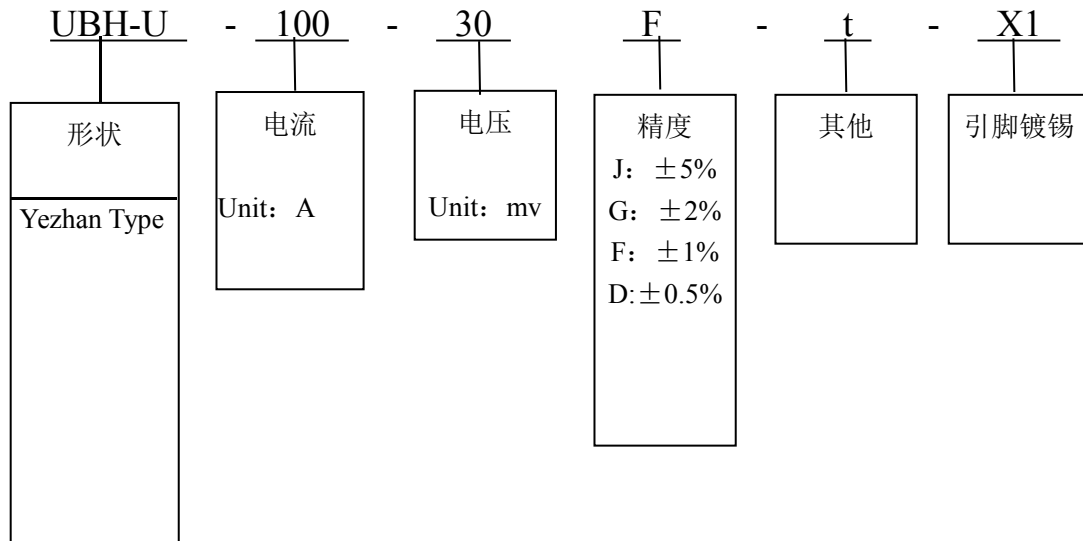 UBH-U - 100 - 30 F - t - X1
形状
Yezhan Type
电流
Unit：A
电压
Unit：mv
精度
J：±5%
G：±2%
F：±1%
D:±0.5%
其他
引脚镀锡